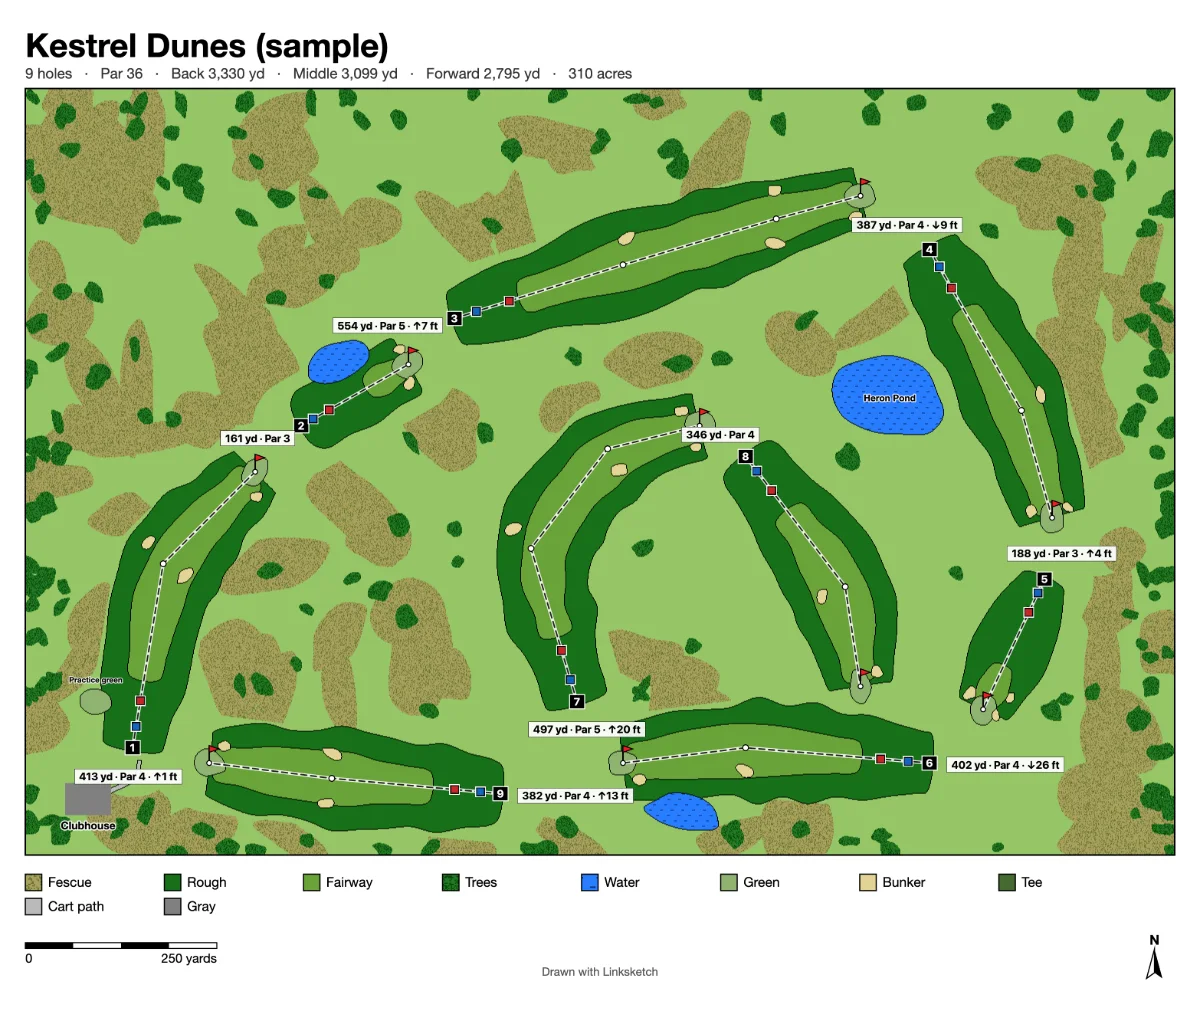 Kestrel Dunes (sample)
9 holes · Par 36 · Back 3,330 yd · Middle 3,099 yd · Forward 2,795 yd · 310 acres
387 yd · Par 4 · ↓9 ft
4
3
554 yd · Par 5 · ↑7 ft
Heron Pond
2
161 yd · Par 3
346 yd · Par 4
8
188 yd · Par 3 · ↑4 ft
5
Practice green
7
497 yd · Par 5 · ↑20 ft
1
6
402 yd · Par 4 · ↓26 ft
413 yd · Par 4 · ↑1 ft
9
382 yd · Par 4 · ↑13 ft
Clubhouse
Fescue
Rough
Fairway
Trees
Water
Green
Bunker
Tee
Cart path
Gray
0
250 yards
N
Drawn with Linksketch